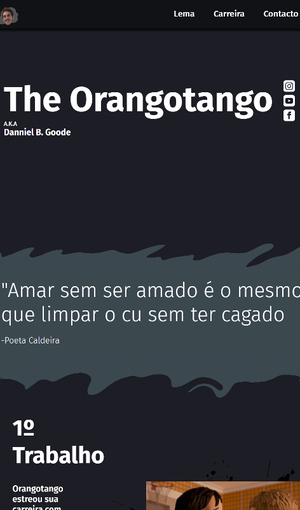 Lema Carreira Contacto
The Orangotango
A.K.A
Danniel B. Goode
"Amar sem ser amado é o mesmo
que limpar o cu sem ter cagado
-Poeta Caldeira
1º
Trabalho
Orangotango
estreou sua
carreira com